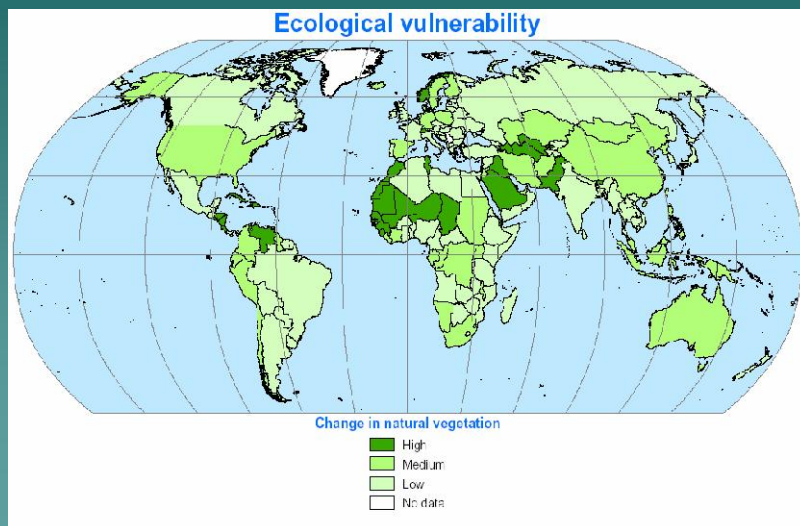 Ecological vulnerability
Change in natural vegetation
High
Medium
Low
No data